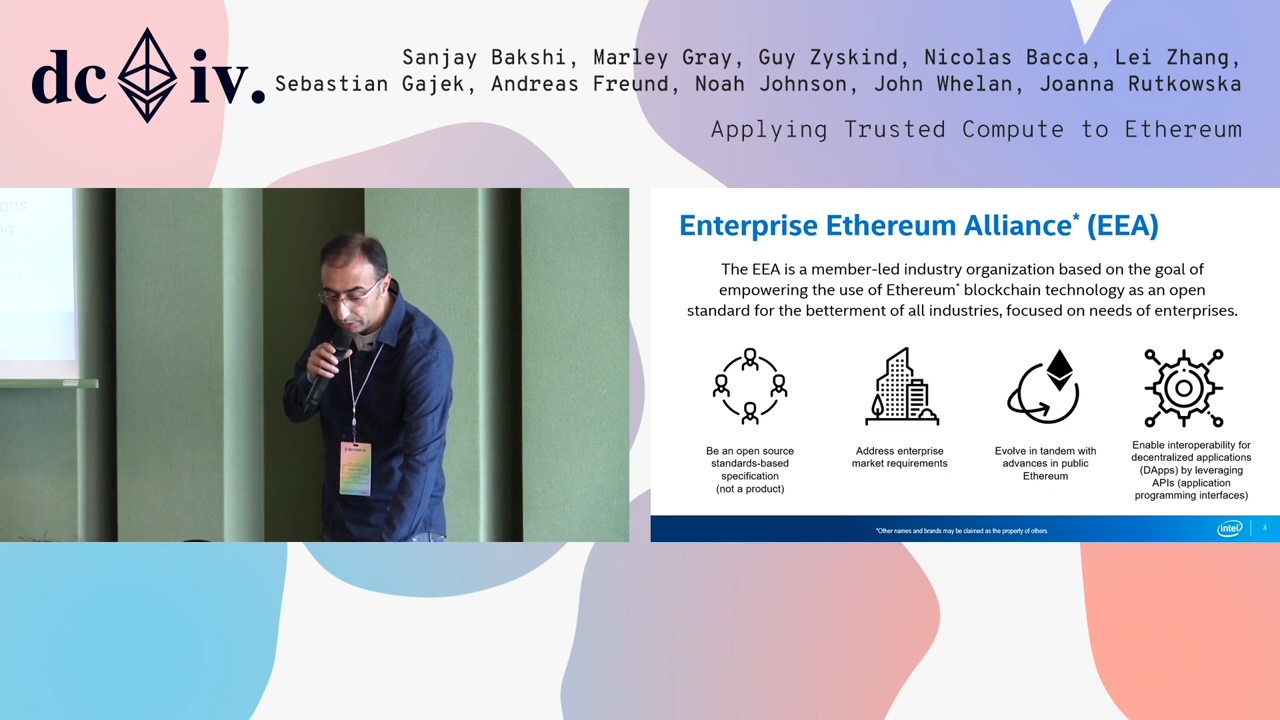 dc iv.
Sanjay Bakshi, Marley Gray, Guy Zyskind, Nicolas Bacca, Lei Zhang,
Sebastian Gajek, Andreas Freund, Noah Johnson, John Whelan, Joanna Rutkowska
Applying Trusted Compute to Ethereum
Enterprise Ethereum Alliance* (EEA)
The EEA is a member-led industry organization based on the goal of
empowering the use of Ethereum* blockchain technology as an open
standard for the betterment of all industries, focused on needs of enterprises.
Be an open source
standards-based
specification
(not a product)
Address enterprise
market requirements
Evolve in tandem with
advances in public
Ethereum
Enable interoperability for
decentralized applications
(DApps) by leveraging
APIs (application
programming interfaces)
*Other names and brands may be claimed as the property of others.
intel
3